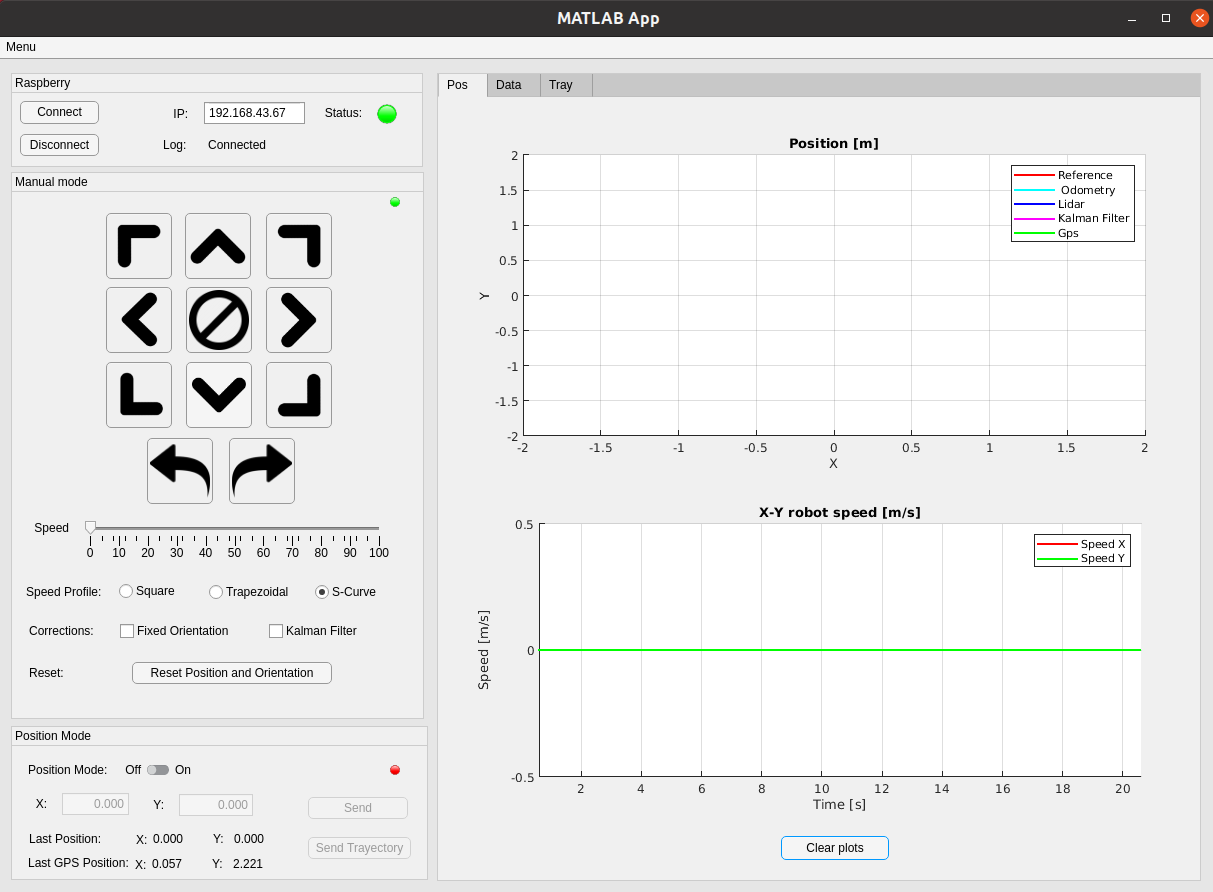 MATLAB App
Menu
Raspberry
Connect
IP: 192.168.43.67 Status:
Disconnect
Log: Connected
Manual mode
Speed
0 10 20 30 40 50 60 70 80 90 100
Speed Profile: Square Trapezoidal S-Curve
Corrections: Fixed Orientation Kalman Filter
Reset: Reset Position and Orientation
Position Mode
Position Mode: Off On
X: 0.000 Y: 0.000 Send
Last Position: X: 0.000 Y: 0.000 Send Trayectory
Last GPS Position: X: 0.057 Y: 2.221
Pos Data Tray
Position [m]
2
1.5
1
0.5
0
-0.5
-1
-1.5
-2
Y
Reference
Odometry
Lidar
Kalman Filter
Gps
-2 -1.5 -1 -0.5 0 0.5 1 1.5 2
X
X-Y robot speed [m/s]
0.5
0
-0.5
Speed [m/s]
Speed X
Speed Y
2 4 6 8 10 12 14 16 18 20
Time [s]
Clear plots